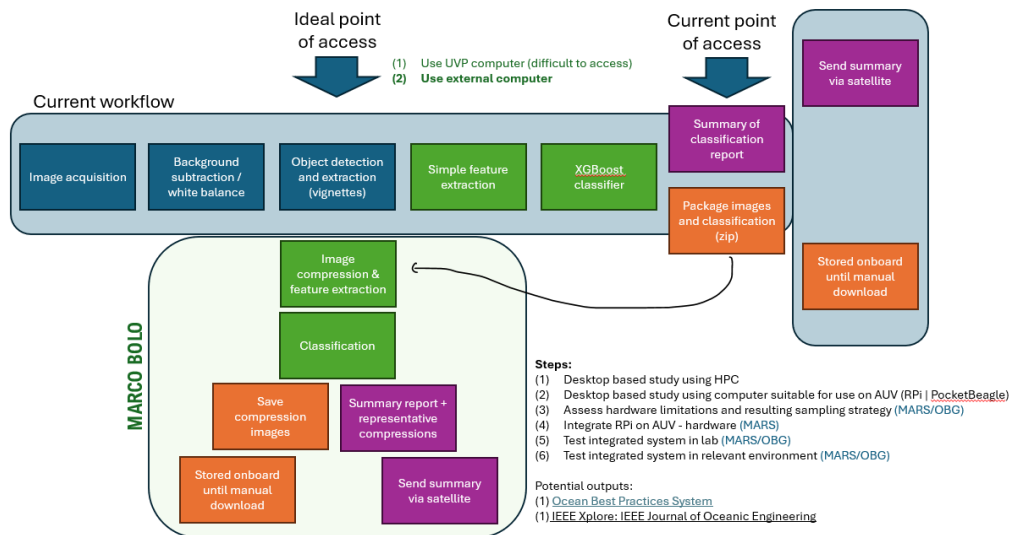 Ideal point
of access
Current point
of access
(1) Use UVP computer (difficult to access)
(2) Use external computer
Send summary
via satellite
Current workflow
Image acquisition
Background
subtraction /
white balance
Object detection
and extraction
(vignettes)
Simple feature
extraction
XGBoost
classifier
Summary of
classification
report
Package images
and classification
(zip)
Stored onboard
until manual
download
MARCO BOLO
Image
compression &
feature extraction
Classification
Save
compression
images
Summary report +
representative
compressions
Stored onboard
until manual
download
Send summary
via satellite
Steps:
(1) Desktop based study using HPC
(2) Desktop based study using computer suitable for use on AUV (RPi | PocketBeagle)
(3) Assess hardware limitations and resulting sampling strategy (MARS/OBG)
(4) Integrate RPi on AUV - hardware (MARS)
(5) Test integrated system in lab (MARS/OBG)
(6) Test integrated system in relevant environment (MARS/OBG)
Potential outputs:
(1) Ocean Best Practices System
(1) IEEE Xplore: IEEE Journal of Oceanic Engineering